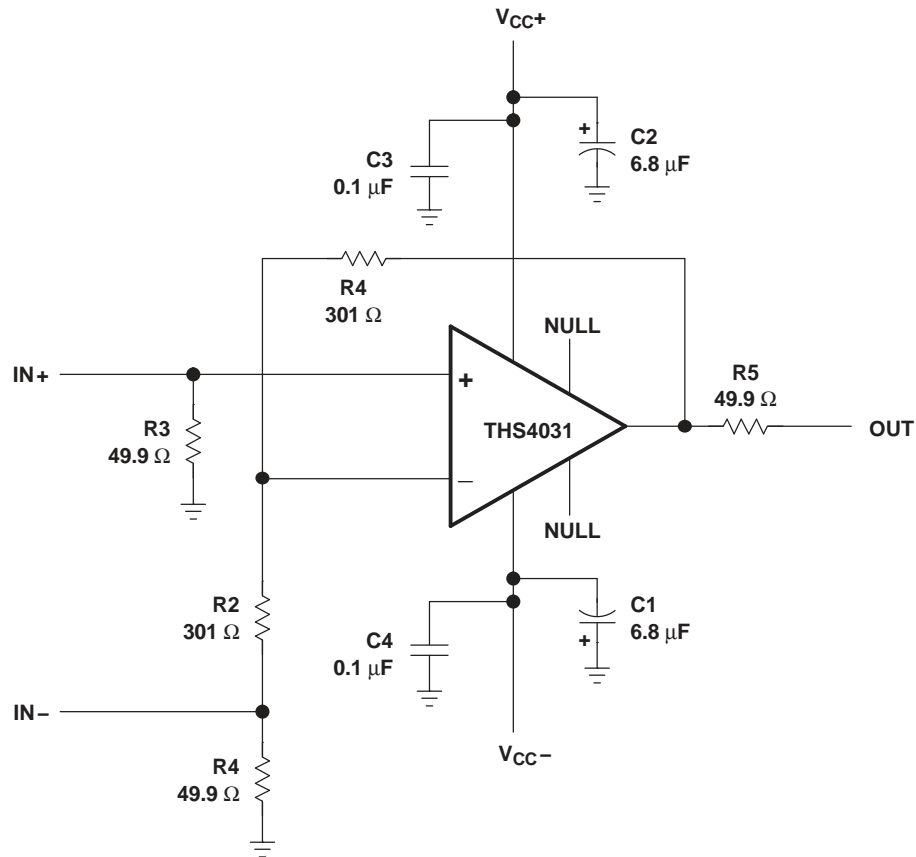 VCC+
C2
6.8 μF
C3
0.1 μF
R4
301 Ω
NULL
IN+
+
THS4031
R5
49.9 Ω
OUT
R3
49.9 Ω
−
NULL
R2
301 Ω
C1
6.8 μF
C4
0.1 μF
IN−
VCC−
R4
49.9 Ω
+
+